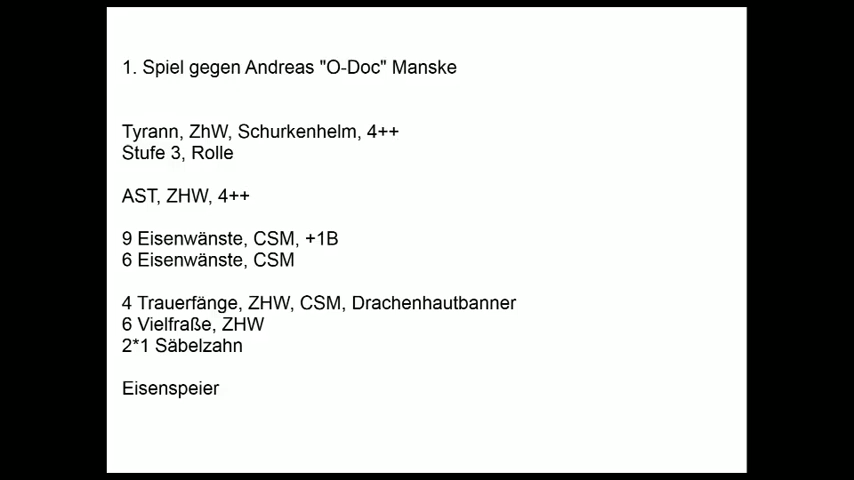 1. Spiel gegen Andreas "O-Doc" Manske
Tyrann, ZhW, Schurkenhelm, 4++
Stufe 3, Rolle
AST, ZHW, 4++
9 Eisenwänste, CSM, +1B
6 Eisenwänste, CSM
4 Trauerfänge, ZHW, CSM, Drachenhautbanner
6 Vielfraße, ZHW
2*1 Säbelzahn
Eisenspeier